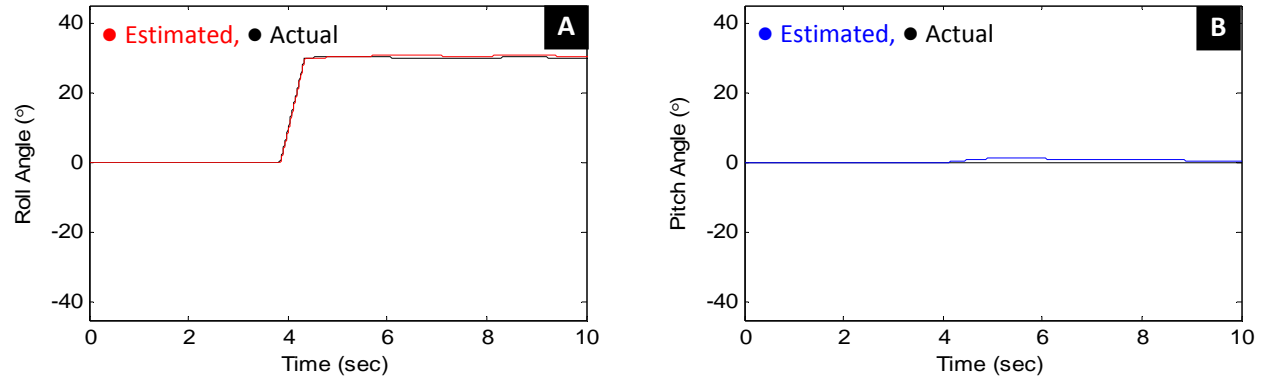 ● Estimated, ● Actual
A
40
20
0
-20
-40
Roll Angle (°)
0 2 4 6 8 10
Time (sec)
● Estimated, ● Actual
B
40
20
0
-20
-40
Pitch Angle (°)
0 2 4 6 8 10
Time (sec)